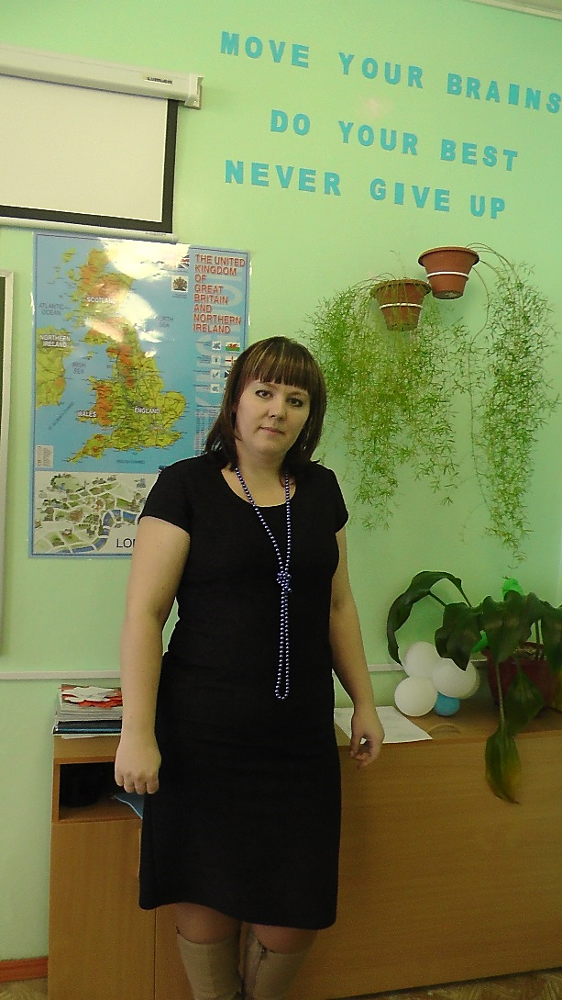 MOVE YOUR BRAINS
DO YOUR BEST
NEVER GIVE UP
THE UNITED
KINGDOM
OF
GREAT
BRITAIN
AND
NORTHERN
IRELAND
SCOTLAND
ATLANTIC
OCEAN
NORTH
SEA
NORTHERN
IRELAND
IRISH
SEA
WALES
ENGLAND